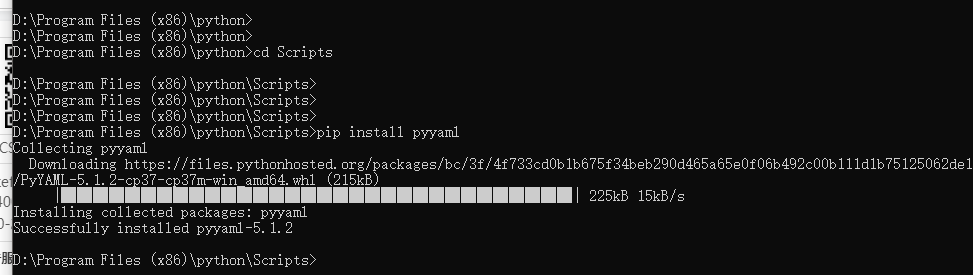 D:\Program Files (x86)\python>
D:\Program Files (x86)\python>
D:\Program Files (x86)\python>cd Scripts
D:\Program Files (x86)\python\Scripts>
D:\Program Files (x86)\python\Scripts>
D:\Program Files (x86)\python\Scripts>
D:\Program Files (x86)\python\Scripts>pip install pyyaml
Collecting pyyaml
  Downloading https://files.pythonhosted.org/packages/bc/3f/4f733cd0b1b675f34beb290d465a65e0f06b492c00b111d1b75125062de1
/PyYAML-5.1.2-cp37-cp37m-win_amd64.whl (215kB)
| | 225kB 15kB/s
Installing collected packages: pyyaml
Successfully installed pyyaml-5.1.2
D:\Program Files (x86)\python\Scripts>